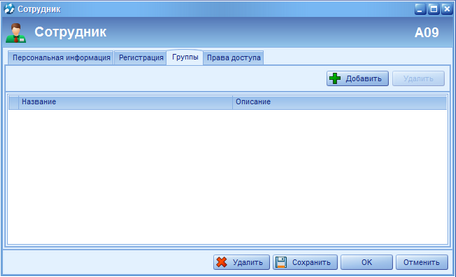 Сотрудник
Сотрудник A09
Персональная информация Регистрация Группы Права доступа
Добавить Удалить
Название Описание
Удалить Сохранить OK Отменить